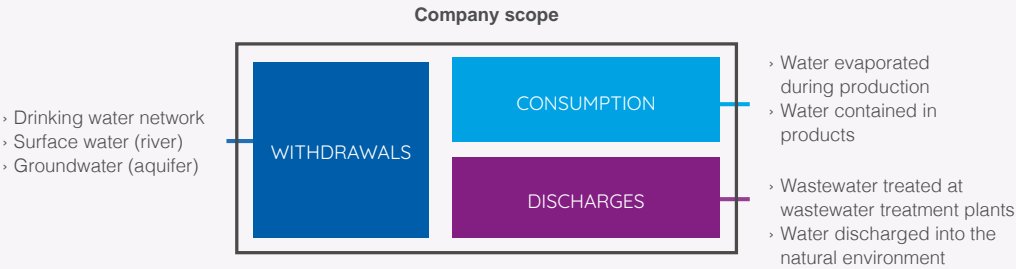 Company scope
› Drinking water network
› Surface water (river)
› Groundwater (aquifer)
WITHDRAWALS
CONSUMPTION
DISCHARGES
› Water evaporated
during production
› Water contained in
products
› Wastewater treated at
wastewater treatment plants
› Water discharged into the
natural environment